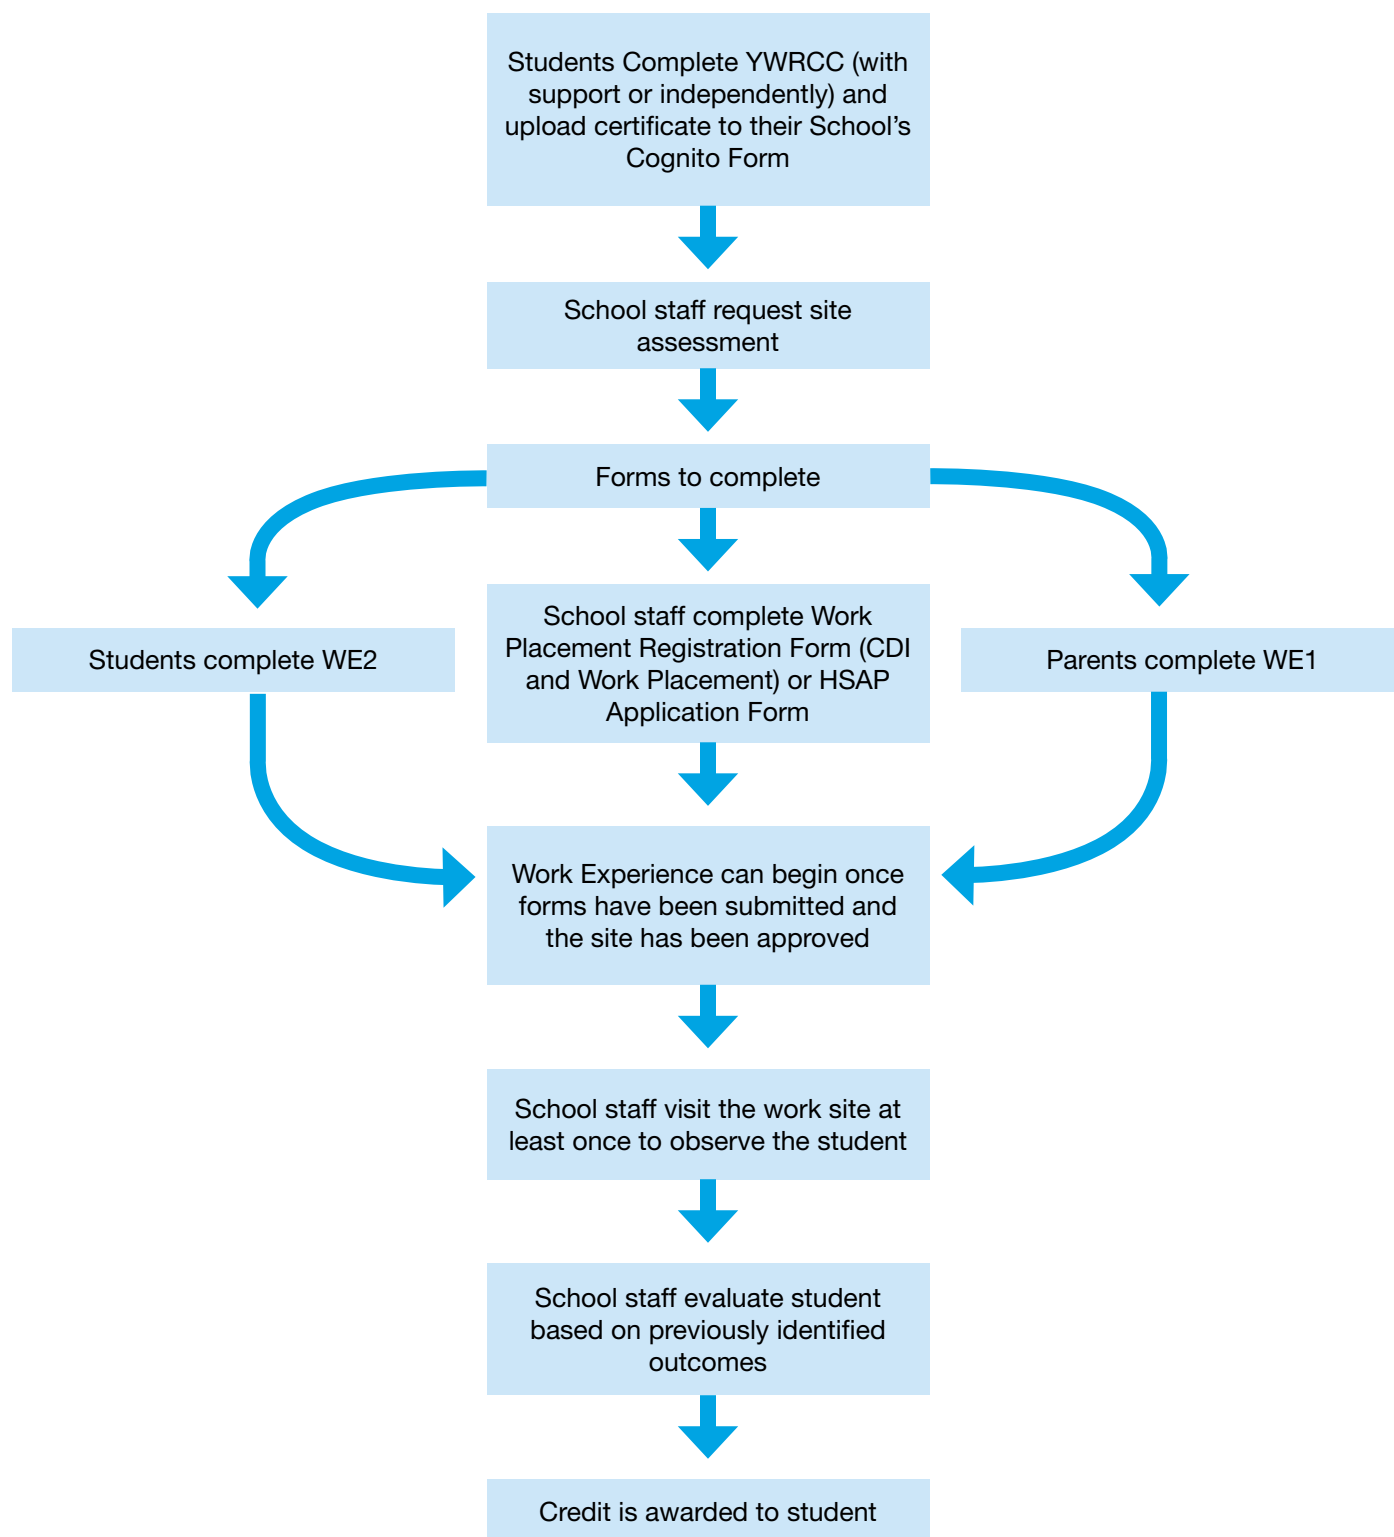 Students Complete YWRCC (with
support or independently) and
upload certificate to their School’s
Cognito Form
School staff request site
assessment
Forms to complete
Students complete WE2
School staff complete Work
Placement Registration Form (CDI
and Work Placement) or HSAP
Application Form
Parents complete WE1
Work Experience can begin once
forms have been submitted and
the site has been approved
School staff visit the work site at
least once to observe the student
School staff evaluate student
based on previously identified
outcomes
Credit is awarded to student